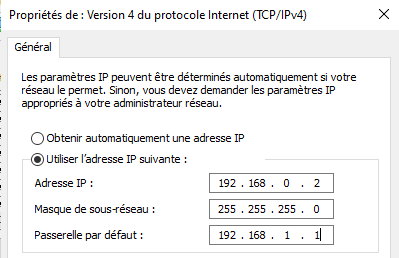 Propriétés de : Version 4 du protocole Internet (TCP/IPv4)
Général
Les paramètres IP peuvent être déterminés automatiquement si votre
réseau le permet. Sinon, vous devez demander les paramètres IP
appropriés à votre administrateur réseau.
Obtenir automatiquement une adresse IP
Utiliser l'adresse IP suivante :
Adresse IP : 192 . 168 . 0 . 2
Masque de sous-réseau : 255 . 255 . 255 . 0
Passerelle par défaut : 192 . 168 . 1 . 1